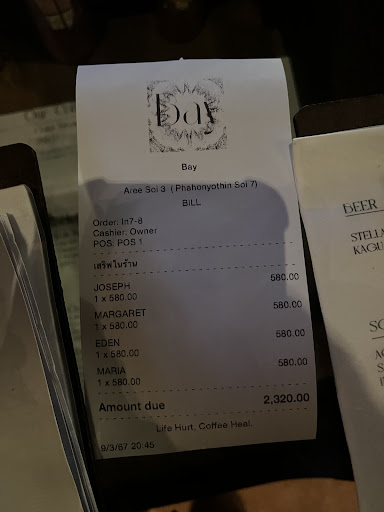 bay
Bay
Aree Soi 3 (Phahonyothin Soi 7)
BILL
Order: In7-8
Cashier: Owner
POS: POS 1
เสริฟในร้าน
JOSEPH 580.00
1 x 580.00
MARGARET 580.00
1 x 580.00
EDEN 580.00
1 x 580.00
MARIA 580.00
1 x 580.00
Amount due 2,320.00
Life Hurt, Coffee Heal.
9/3/67 20:45
BEER
STELL
KAGU